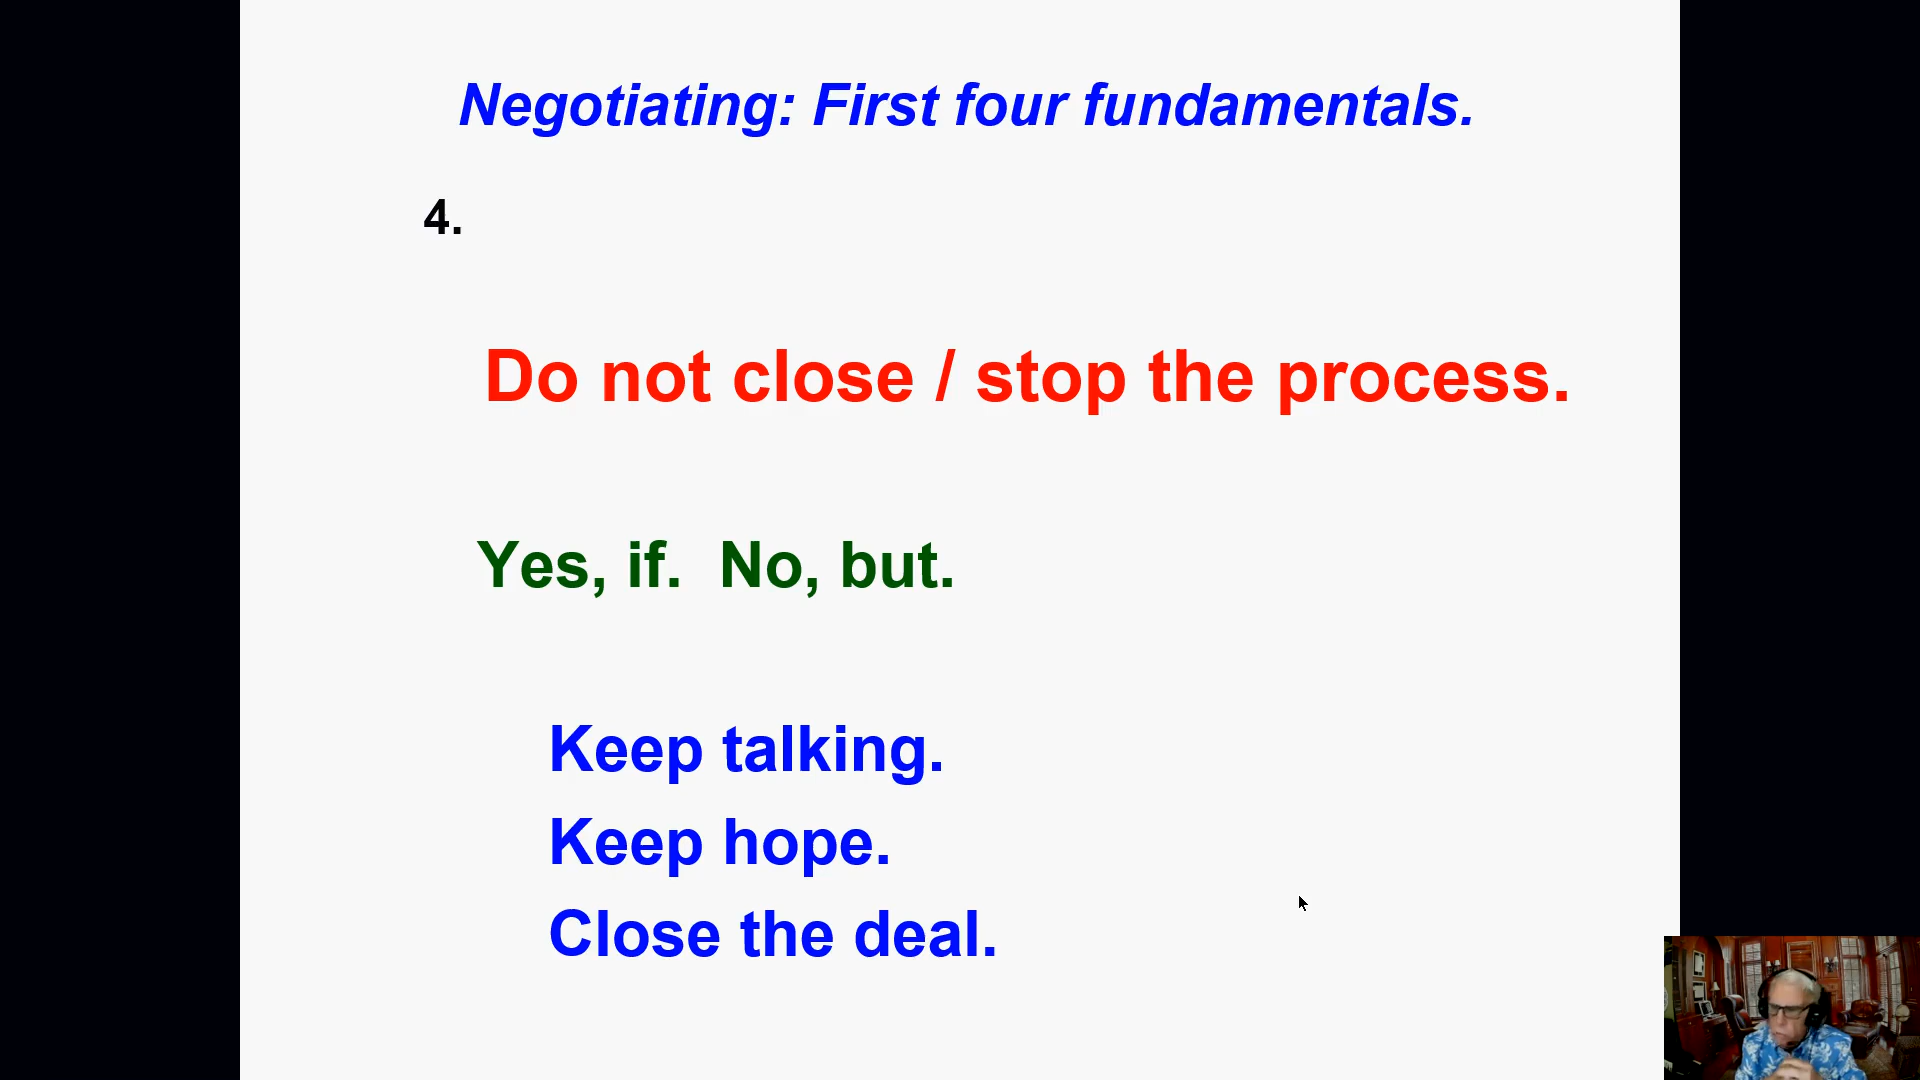 Negotiating: First four fundamentals.
4.
Do not close / stop the process.
Yes, if.  No, but.
Keep talking.
Keep hope.
Close the deal.